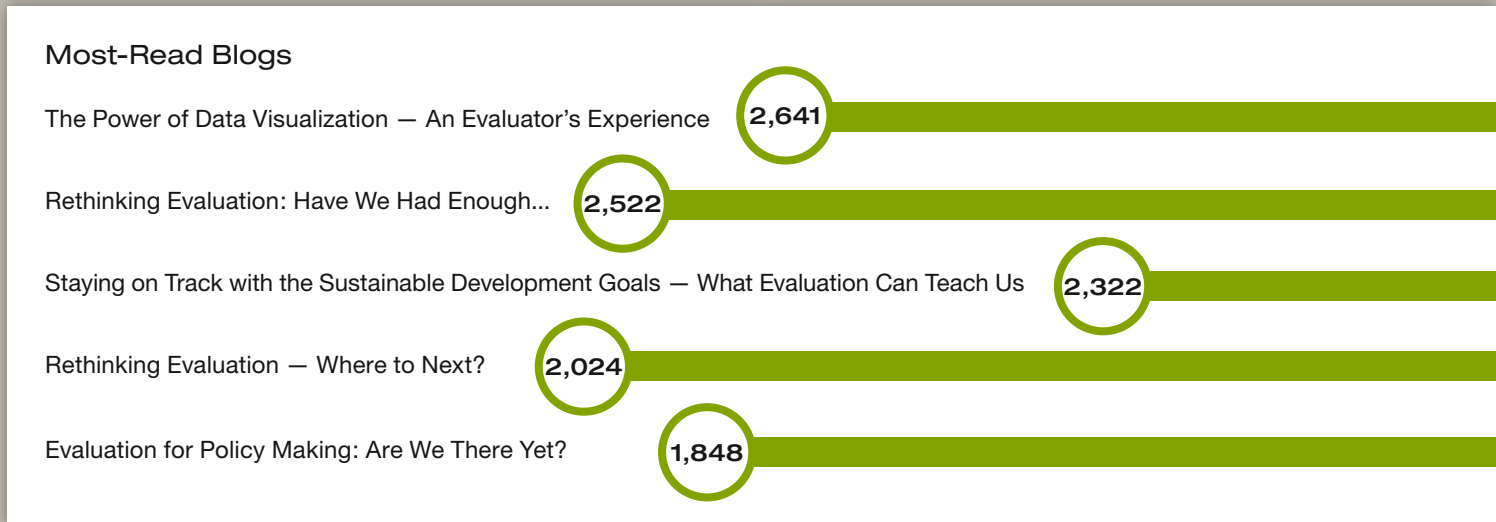 Most-Read Blogs
The Power of Data Visualization — An Evaluator’s Experience 2,641
Rethinking Evaluation: Have We Had Enough... 2,522
Staying on Track with the Sustainable Development Goals — What Evaluation Can Teach Us 2,322
Rethinking Evaluation — Where to Next? 2,024
Evaluation for Policy Making: Are We There Yet? 1,848